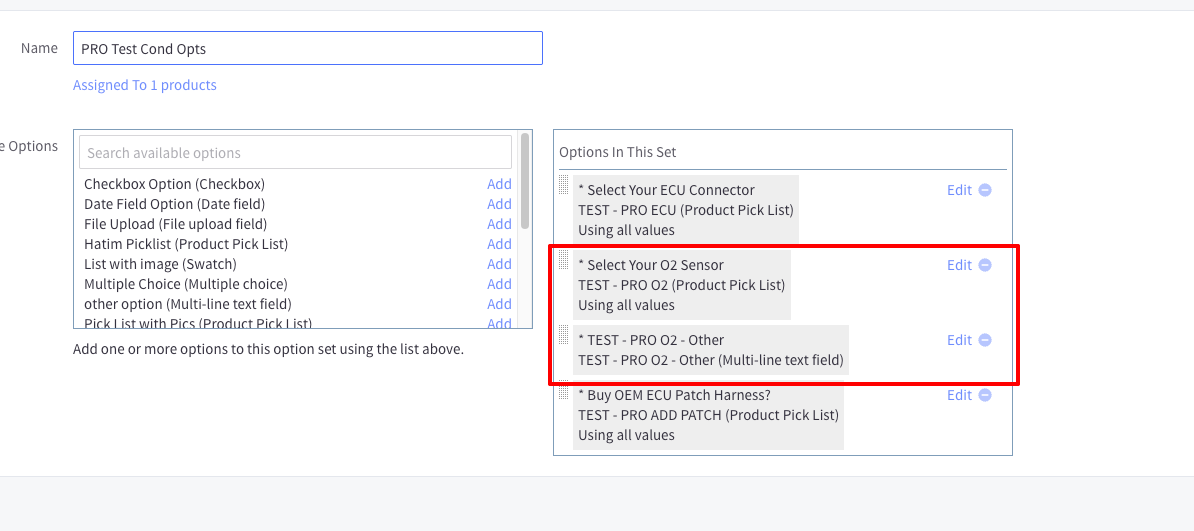 Name
PRO Test Cond Opts
Assigned To 1 products
e Options
Search available options
Checkbox Option (Checkbox) Add
Date Field Option (Date field) Add
File Upload (File upload field) Add
Hatim Picklist (Product Pick List) Add
List with image (Swatch) Add
Multiple Choice (Multiple choice) Add
other option (Multi-line text field) Add
Pick List with Pics (Product Pick List) Add
Add one or more options to this option set using the list above.
Options In This Set
* Select Your ECU Connector Edit
TEST - PRO ECU (Product Pick List)
Using all values
* Select Your O2 Sensor Edit
TEST - PRO O2 (Product Pick List)
Using all values
* TEST - PRO O2 - Other Edit
TEST - PRO O2 - Other (Multi-line text field)
* Buy OEM ECU Patch Harness? Edit
TEST - PRO ADD PATCH (Product Pick List)
Using all values